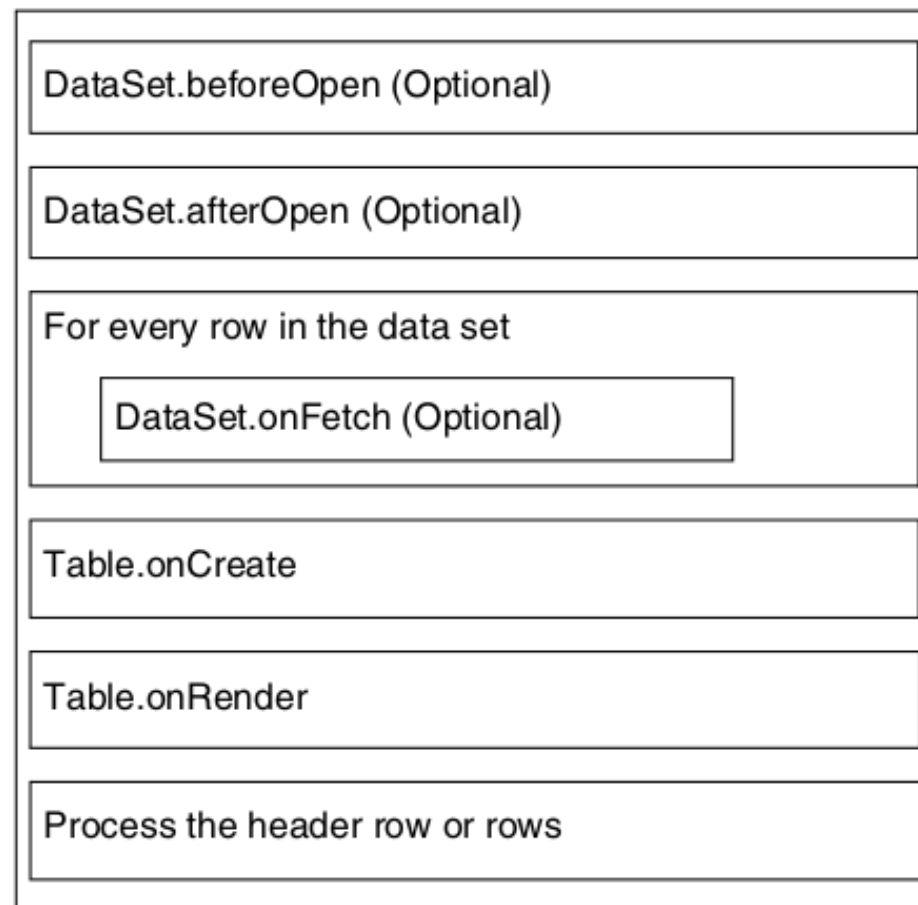 DataSet.beforeOpen (Optional)
DataSet.afterOpen (Optional)
For every row in the data set
DataSet.onFetch (Optional)
Table.onCreate
Table.onRender
Process the header row or rows